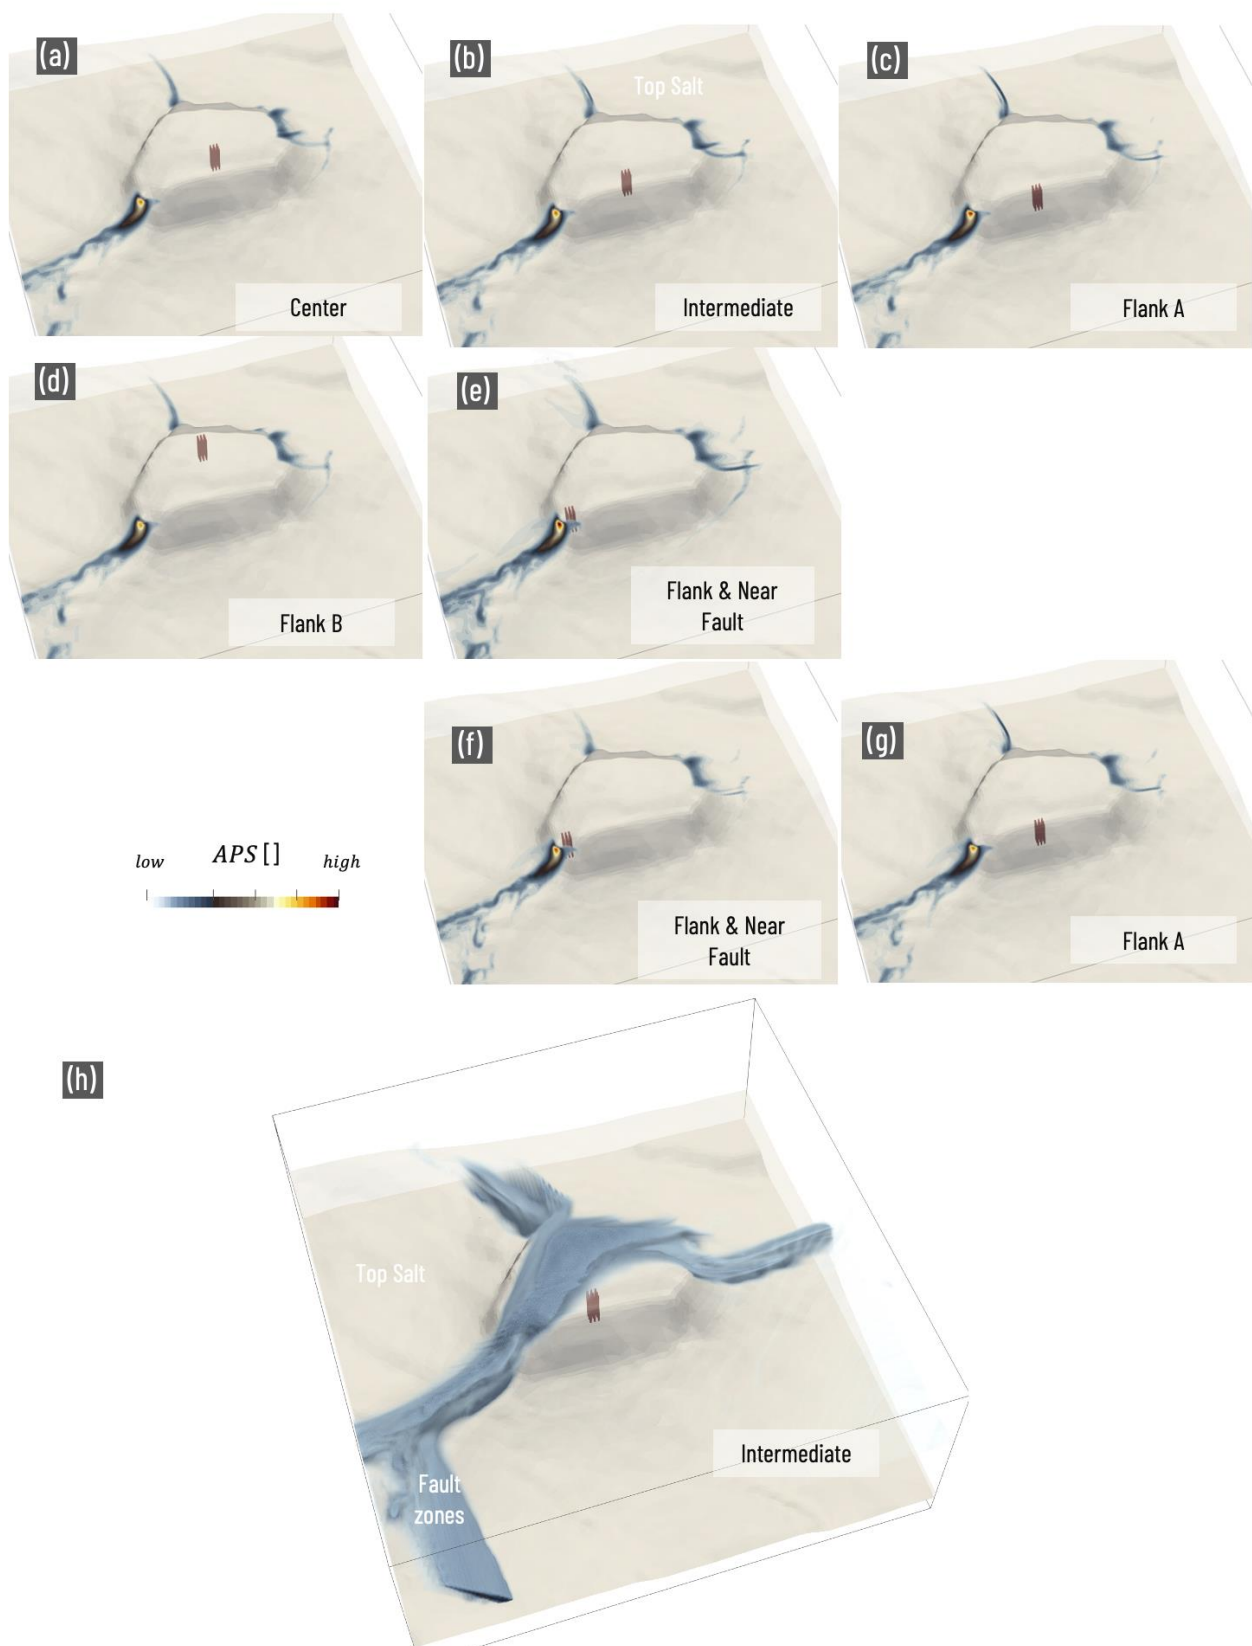 (a)
(b)
(c)
Top Salt
Center
Intermediate
Flank A
(d)
(e)
Flank B
Flank & Near
Fault
(f)
(g)
low APS [] high
Flank & Near
Fault
Flank A
(h)
Top Salt
Intermediate
Fault
zones